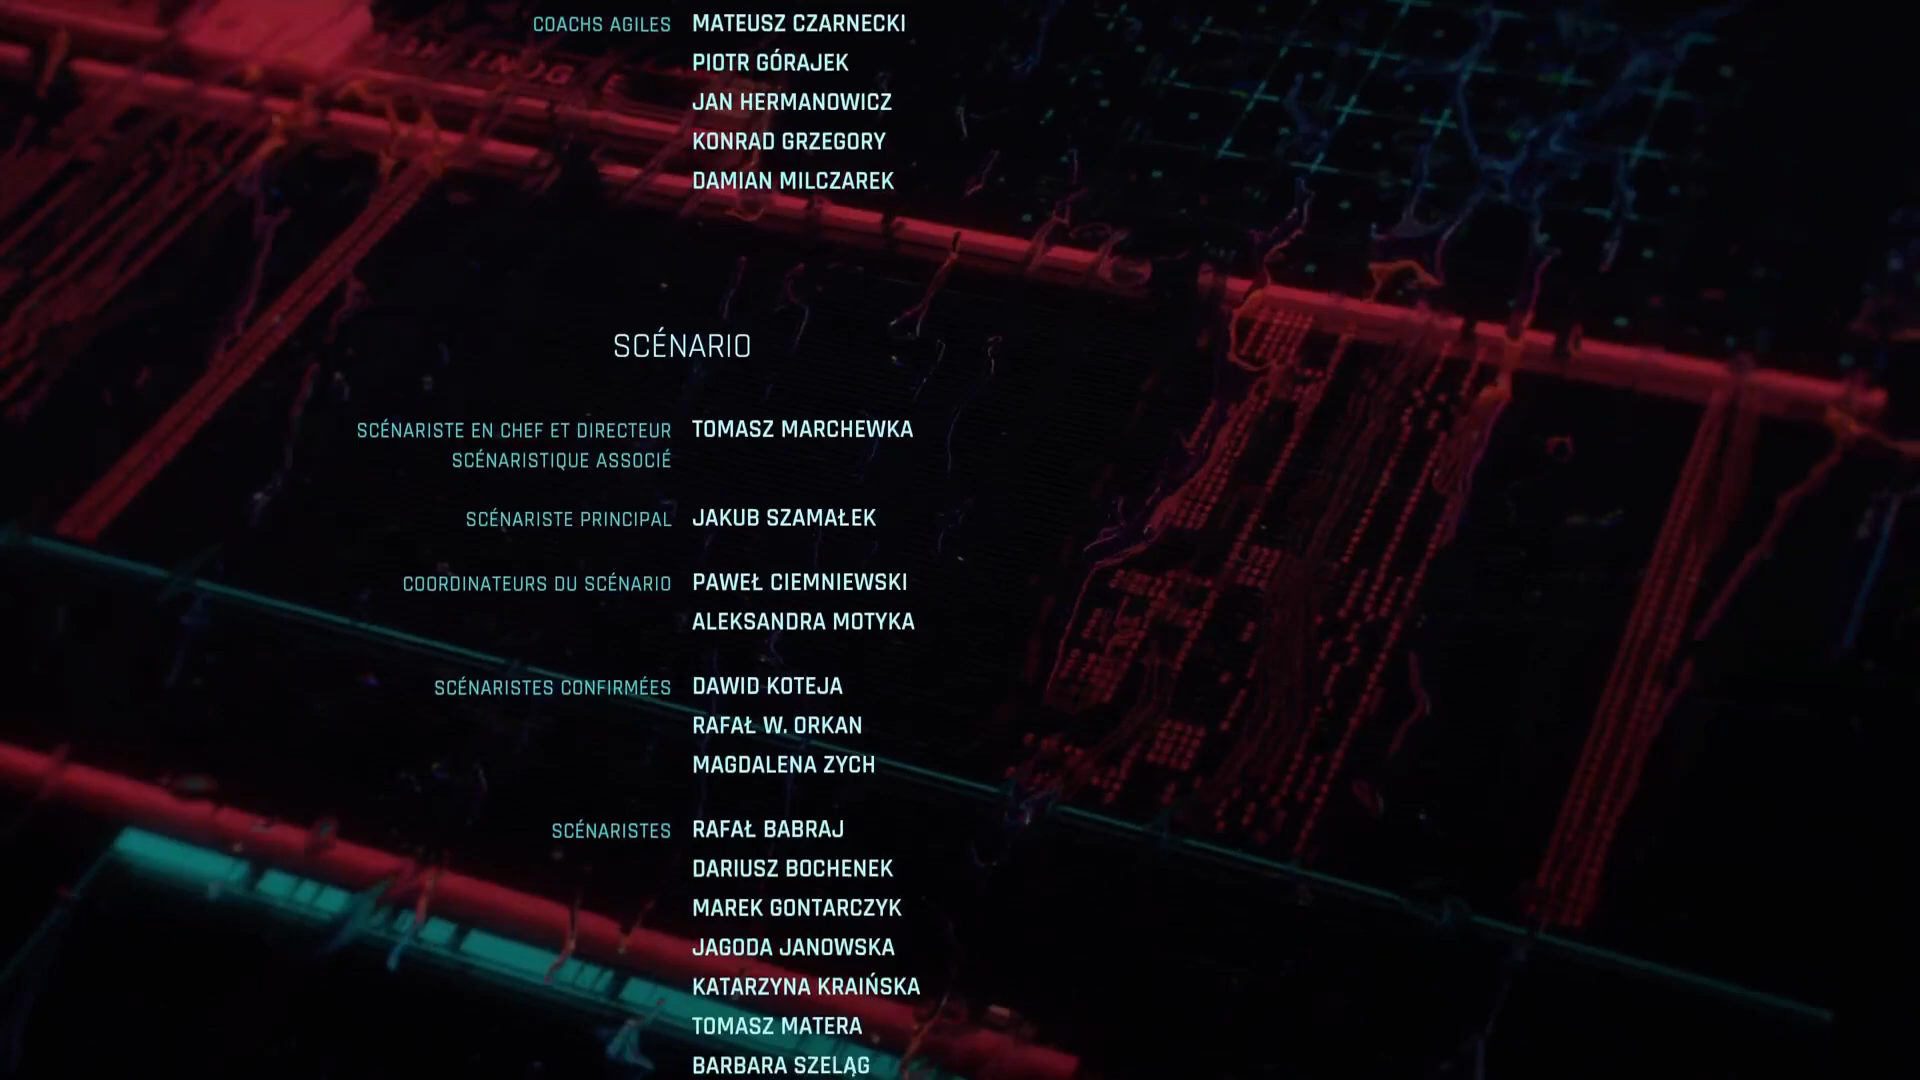 COACHS AGILES MATEUSZ CZARNECKI
PIOTR GÓRAJEK
JAN HERMANOWICZ
KONRAD GRZEGORY
DAMIAN MILCZAREK
SCÉNARIO
SCÉNARISTE EN CHEF ET DIRECTEUR TOMASZ MARCHEWKA
SCÉNARISTIQUE ASSOCIÉ
SCÉNARISTE PRINCIPAL JAKUB SZAMAŁEK
COORDINATEURS DU SCÉNARIO PAWEŁ CIEMNIEWSKI
ALEKSANDRA MOTYKA
SCÉNARISTES CONFIRMÉES DAWID KOTEJA
RAFAŁ W. ORKAN
MAGDALENA ZYCH
SCÉNARISTES RAFAŁ BABRAJ
DARIUSZ BOCHENEK
MAREK GONTARCZYK
JAGODA JANOWSKA
KATARZYNA KRAIŃSKA
TOMASZ MATERA
BARBARA SZELĄG